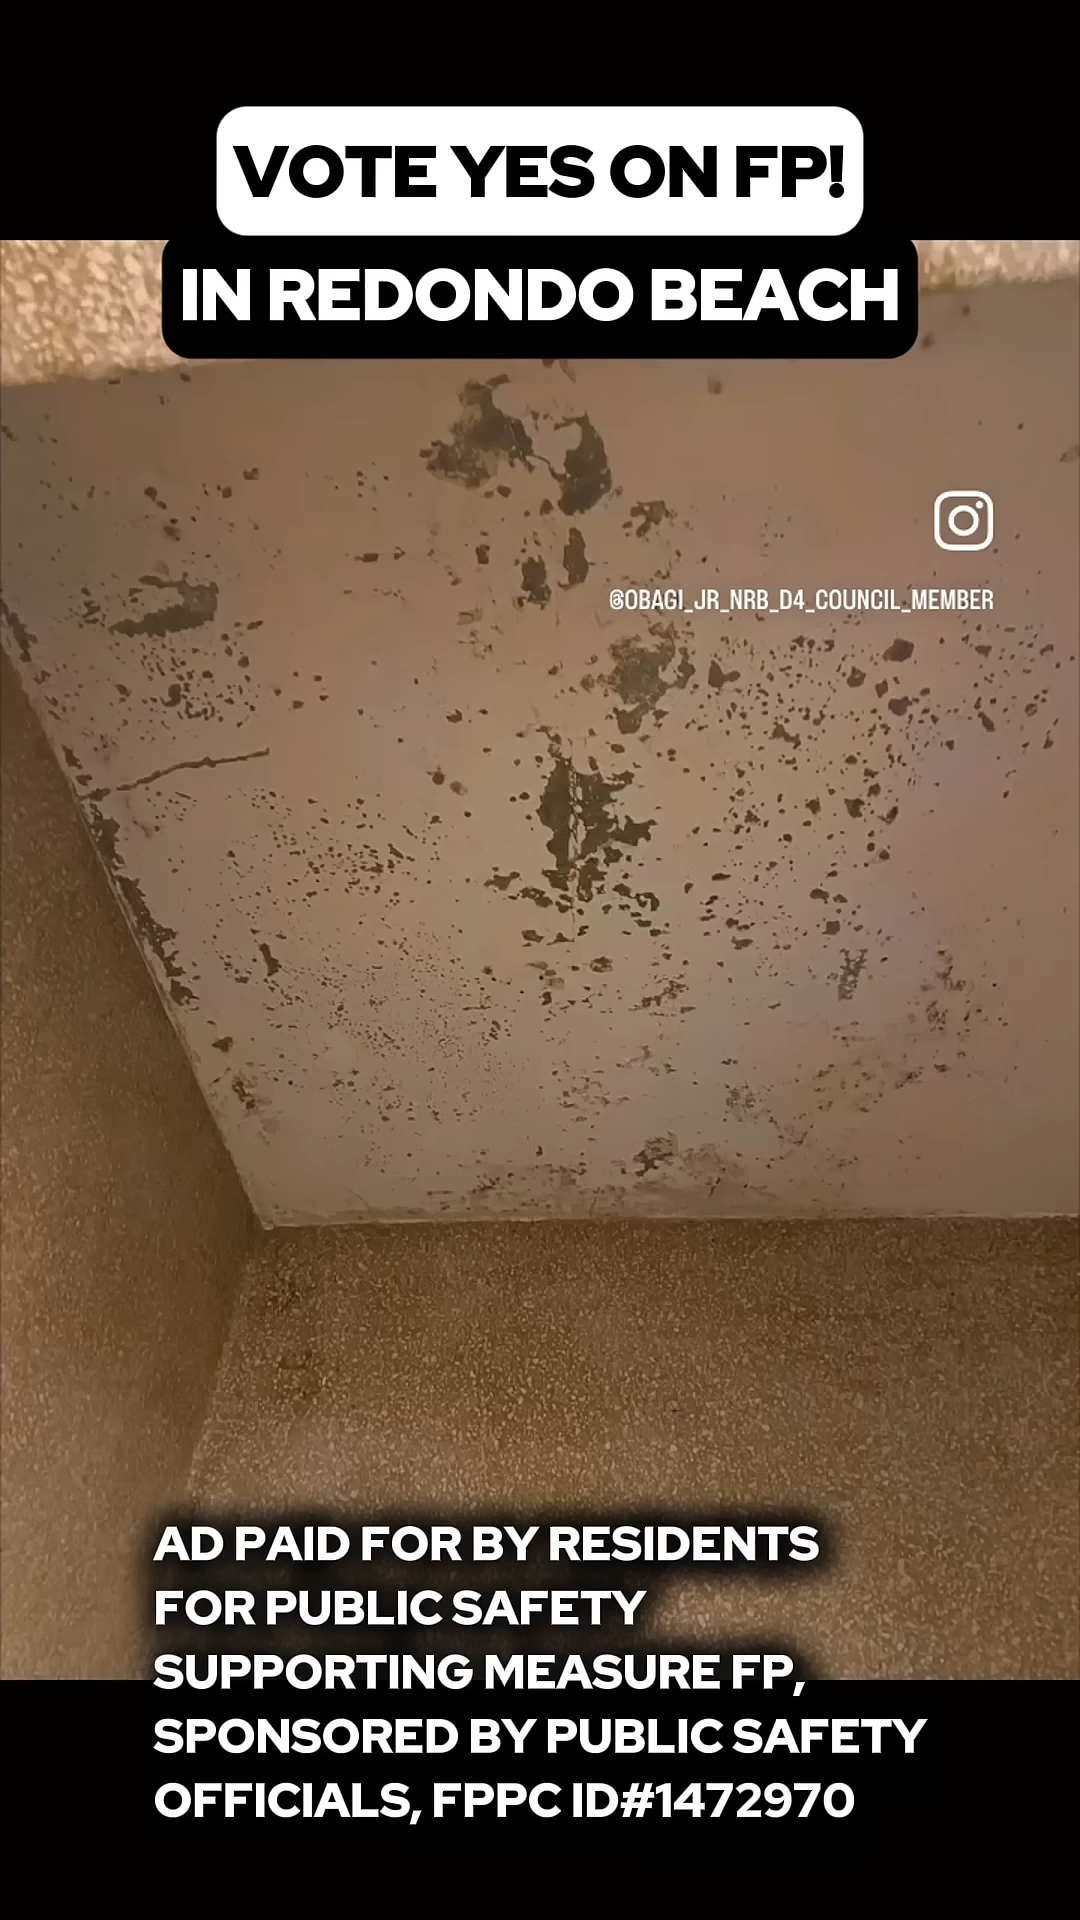 VOTE YES ON FP!
IN REDONDO BEACH
@OBAGI_JR_NRB_D4_COUNCIL_MEMBER
AD PAID FOR BY RESIDENTS
FOR PUBLIC SAFETY
SUPPORTING MEASURE FP,
SPONSORED BY PUBLIC SAFETY
OFFICIALS, FPPC ID#1472970